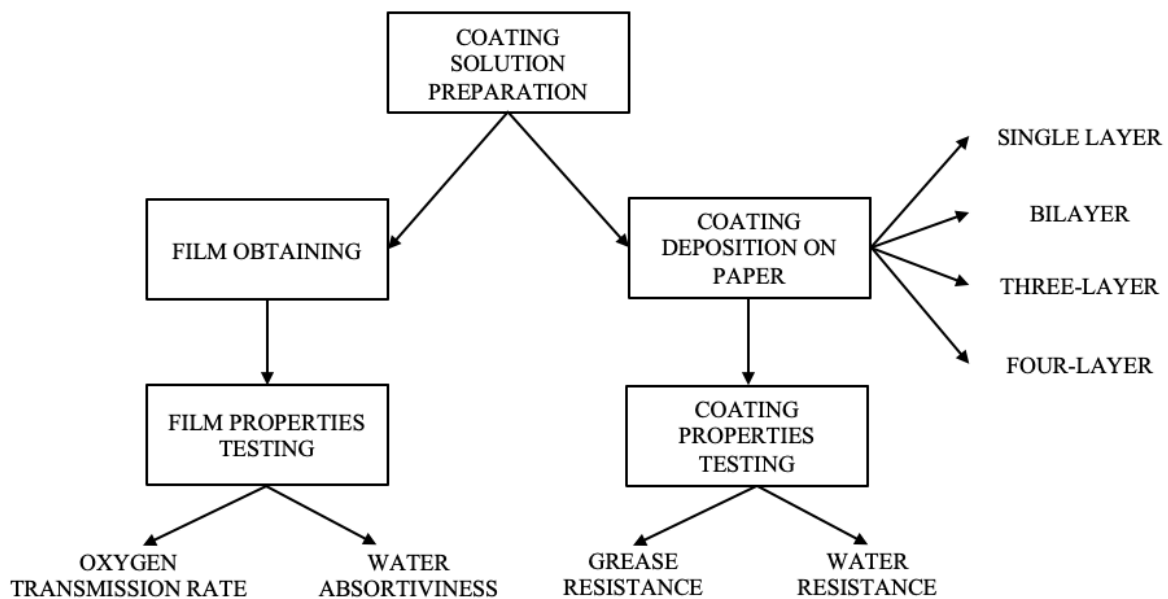 COATING
SOLUTION
PREPARATION
SINGLE LAYER
BILAYER
THREE-LAYER
FOUR-LAYER
FILM OBTAINING
COATING
DEPOSITION ON
PAPER
FILM PROPERTIES
TESTING
COATING
PROPERTIES
TESTING
OXYGEN
TRANSMISSION RATE
WATER
ABSORTIVINESS
GREASE
RESISTANCE
WATER
RESISTANCE